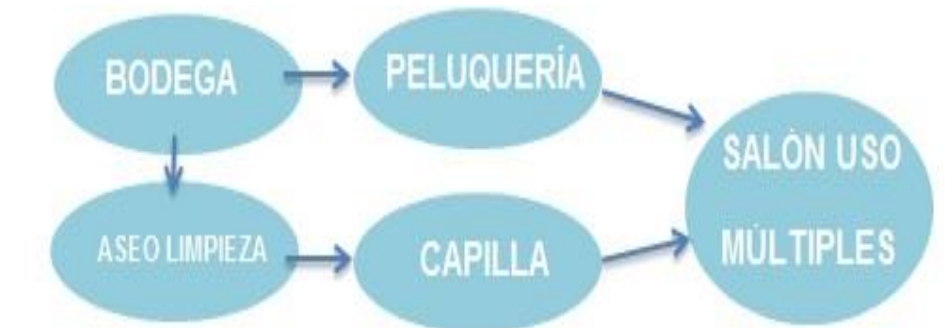 BODEGA
PELUQUERÍA
SALÓN USO
MÚLTIPLES
ASEO LIMPIEZA
CAPILLA